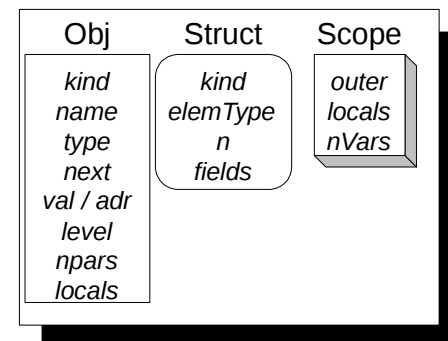 Obj
kind
name
type
next
val / adr
level
npars
locals
Struct
kind
elemType
n
fields
Scope
outer
locals
nVars